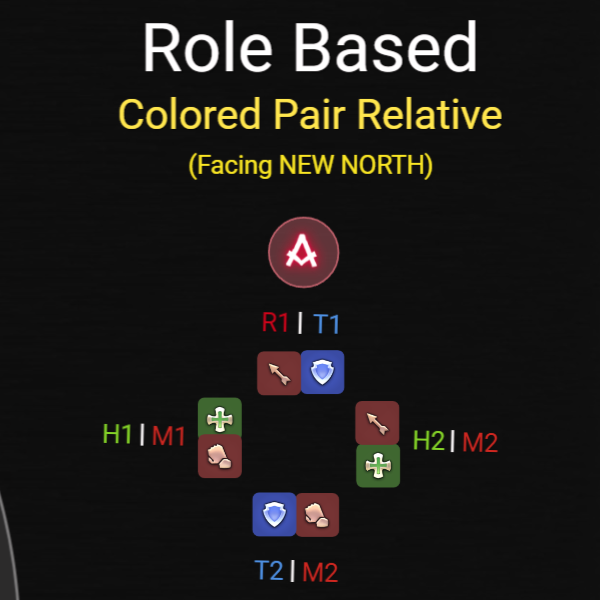 Role Based
Colored Pair Relative
(Facing NEW NORTH)
A
R1 | T1
H1 | M1
H2 | M2
T2 | M2